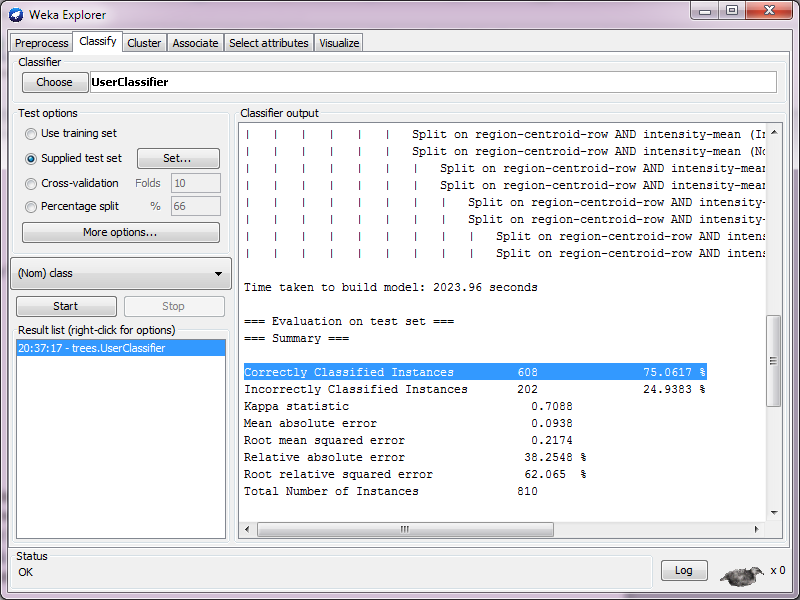 Weka Explorer
Preprocess Classify Cluster Associate Select attributes Visualize
Classifier
Choose UserClassifier
Test options
Use training set
Supplied test set Set...
Cross-validation Folds 10
Percentage split % 66
More options...
(Nom) class
Start Stop
Result list (right-click for options)
20:37:17 - trees.UserClassifier
Classifier output
| | | | | | Split on region-centroid-row AND intensity-mean (In
| | | | | | Split on region-centroid-row AND intensity-mean (No
| | | | | | | Split on region-centroid-row AND intensity-mean
| | | | | | | Split on region-centroid-row AND intensity-mean
| | | | | | | | Split on region-centroid-row AND intensity-
| | | | | | | | Split on region-centroid-row AND intensity-
| | | | | | | | | Split on region-centroid-row AND intens
| | | | | | | | | Split on region-centroid-row AND intens
Time taken to build model: 2023.96 seconds
=== Evaluation on test set ===
=== Summary ===
Correctly Classified Instances 608 75.0617 %
Incorrectly Classified Instances 202 24.9383 %
Kappa statistic 0.7088
Mean absolute error 0.0938
Root mean squared error 0.2174
Relative absolute error 38.2548 %
Root relative squared error 62.065 %
Total Number of Instances 810
Status
OK
Log
x 0